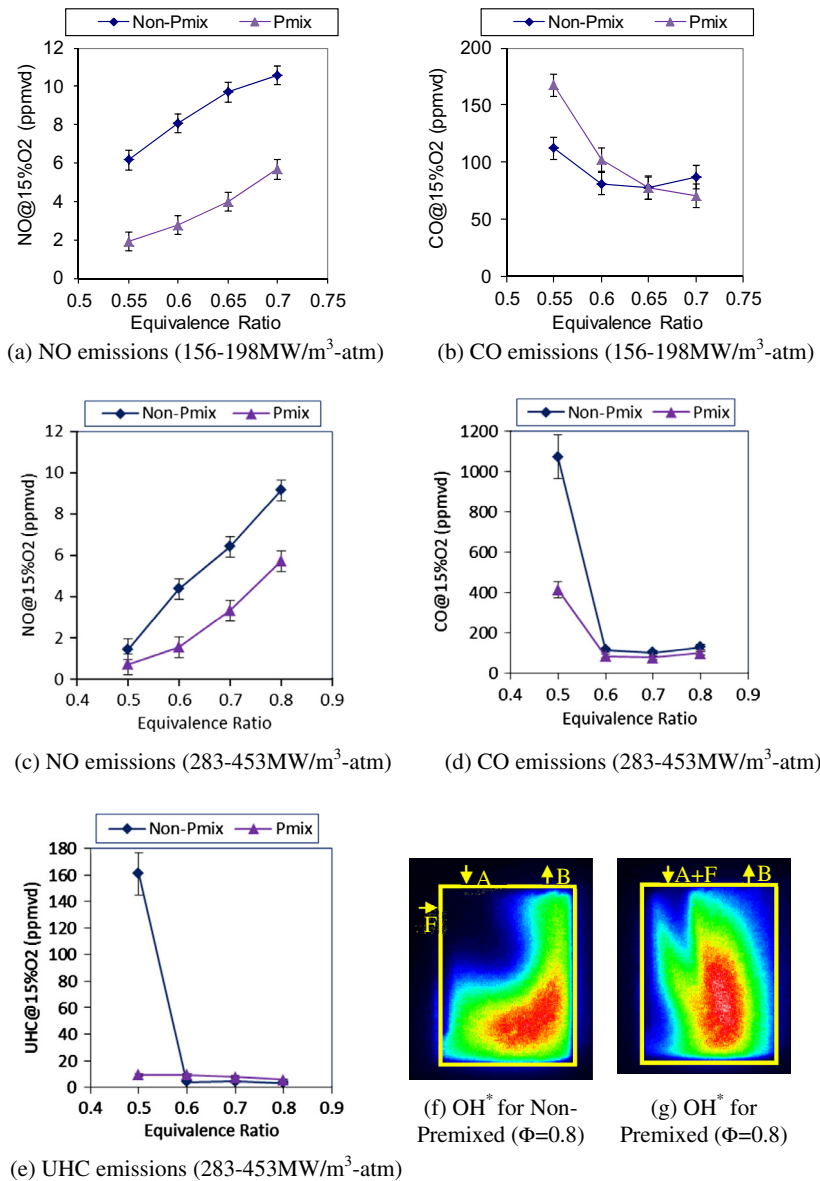 Non-Pmix Pmix
NO@15%O2 (ppmvd)
12
10
8
6
4
2
0
0.5 0.55 0.6 0.65 0.7 0.75
Equivalence Ratio
(a) NO emissions (156-198MW/m³-atm)
Non-Pmix Pmix
CO@15%O2 (ppmvd)
200
150
100
50
0
0.5 0.55 0.6 0.65 0.7 0.75
Equivalence Ratio
(b) CO emissions (156-198MW/m³-atm)
Non-Pmix Pmix
NO@15%O2 (ppmvd)
12
10
8
6
4
2
0
0.4 0.5 0.6 0.7 0.8 0.9
Equivalence Ratio
(c) NO emissions (283-453MW/m³-atm)
Non-Pmix Pmix
CO@15%O2 (ppmvd)
1200
1000
800
600
400
200
0
0.4 0.5 0.6 0.7 0.8 0.9
Equivalence Ratio
(d) CO emissions (283-453MW/m³-atm)
Non-Pmix Pmix
UHC@15%O2 (ppmvd)
180
160
140
120
100
80
60
40
20
0
0.4 0.5 0.6 0.7 0.8 0.9
Equivalence Ratio
(e) UHC emissions (283-453MW/m³-atm)
A B
F
(f) OH* for Non-
Premixed (Φ=0.8)
A+F B
(g) OH* for
Premixed (Φ=0.8)